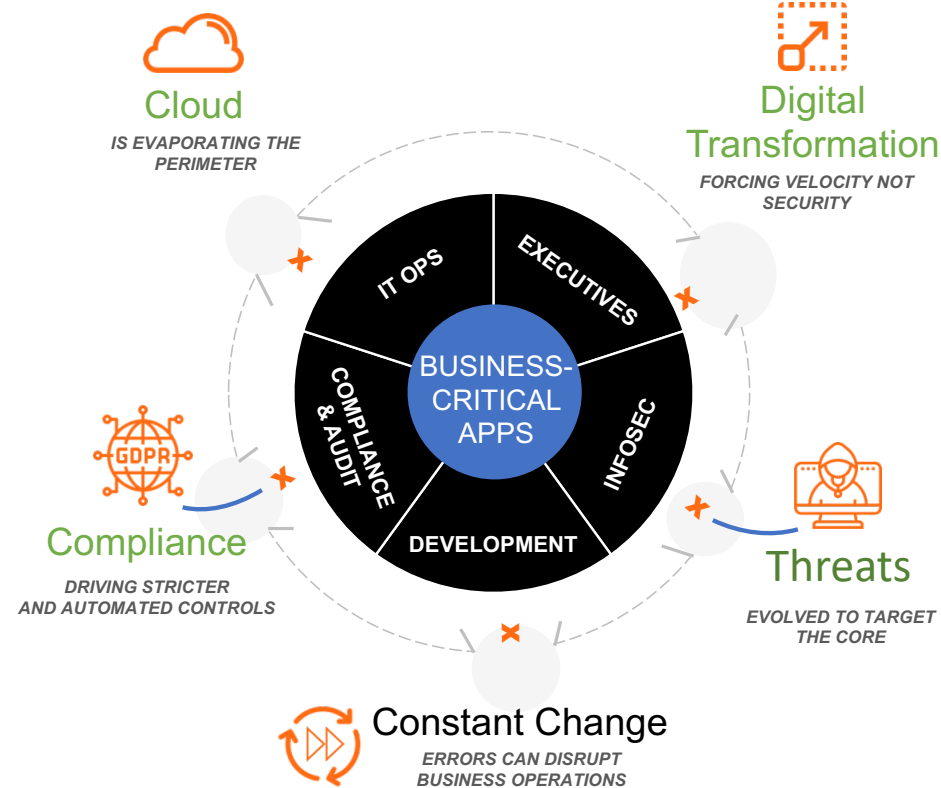 Cloud
IS EVAPORATING THE
PERIMETER
Digital
Transformation
FORCING VELOCITY NOT
SECURITY
IT OPS
EXECUTIVES
BUSINESS-
CRITICAL
APPS
COMPLIANCE
& AUDIT
INFOSEC
DEVELOPMENT
GDPR
Compliance
DRIVING STRICTER
AND AUTOMATED CONTROLS
Threats
EVOLVED TO TARGET
THE CORE
Constant Change
ERRORS CAN DISRUPT
BUSINESS OPERATIONS